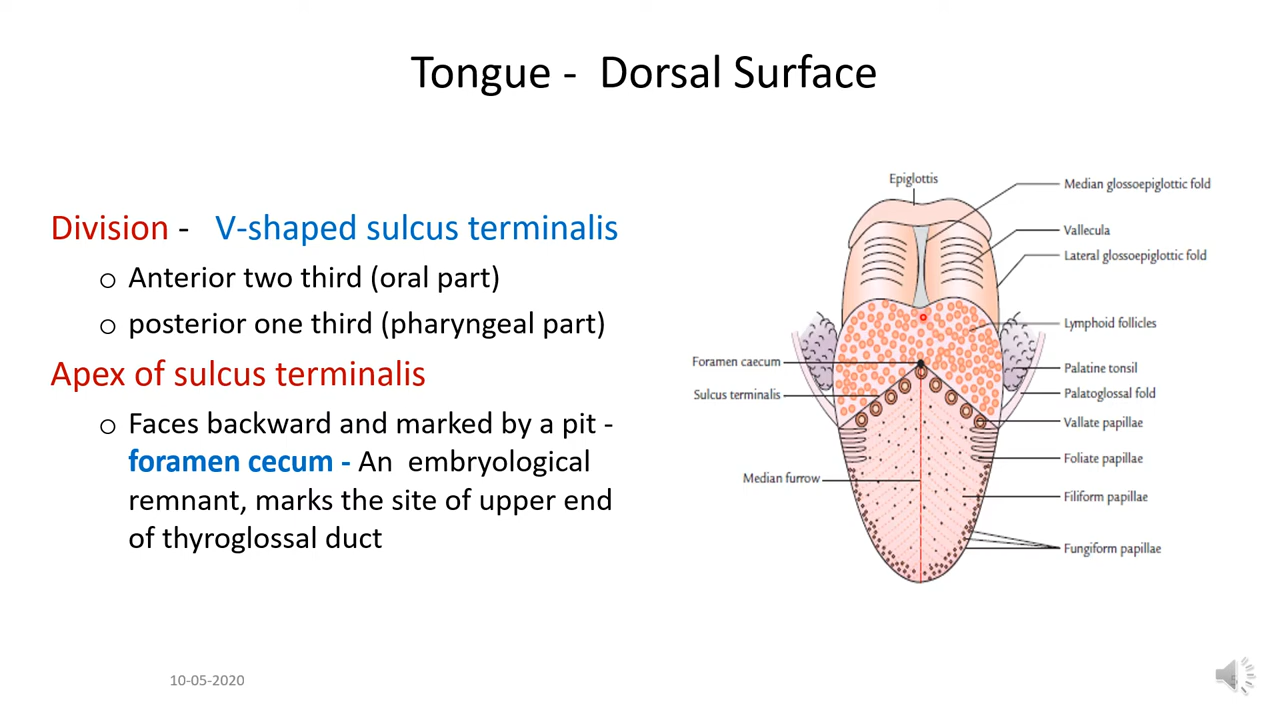 Tongue - Dorsal Surface
Division - V-shaped sulcus terminalis
o Anterior two third (oral part)
o posterior one third (pharyngeal part)
Apex of sulcus terminalis
o Faces backward and marked by a pit -
foramen cecum - An embryological
remnant, marks the site of upper end
of thyroglossal duct
Epiglottis
Median glossoepiglottic fold
Vallecula
Lateral glossoepiglottic fold
Lymphoid follicles
Foramen caecum
Palatine tonsil
Sulcus terminalis
Palatoglossal fold
Vallate papillae
Foliate papillae
Median furrow
Filiform papillae
Fungiform papillae
10-05-2020